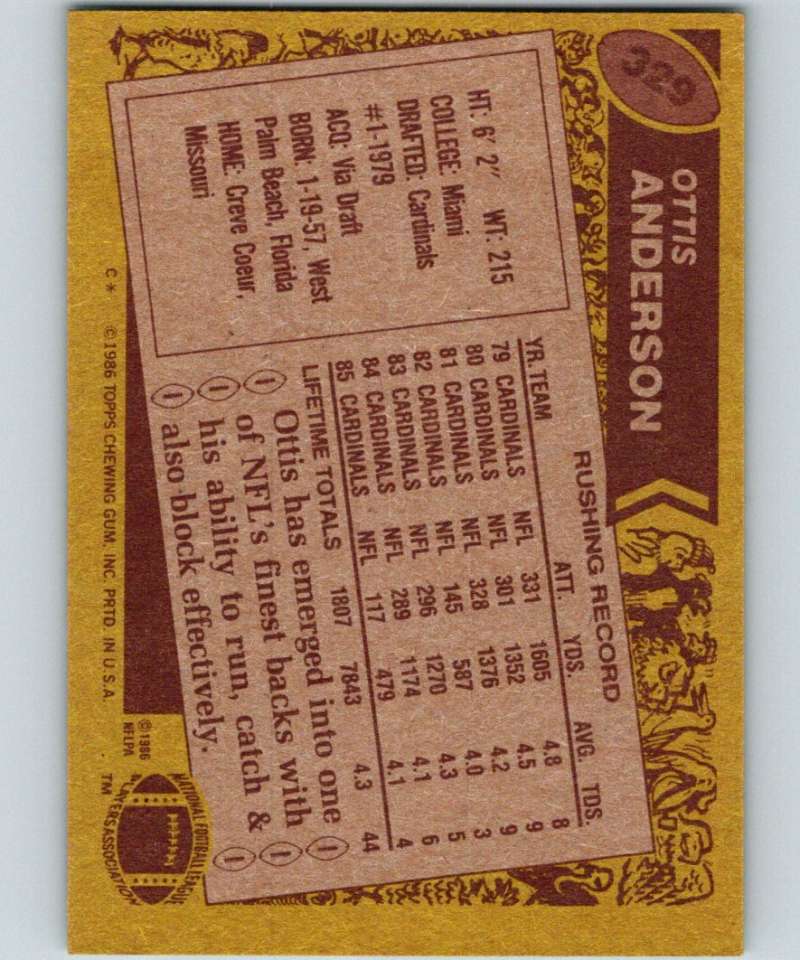 329
OTTIS
ANDERSON
HT: 6' 2" WT: 215
COLLEGE: Miami
DRAFTED: Cardinals
#1-1979
ACQ: Via Draft
BORN: 1-19-57, West
Palm Beach, Florida
HOME: Creve Coeur,
Missouri
RUSHING RECORD
YR. TEAM ATT. YDS. AVG. TDS.
79 CARDINALS NFL 331 1605 4.8 8
80 CARDINALS NFL 301 1352 4.5 9
81 CARDINALS NFL 328 1376 4.2 9
82 CARDINALS NFL 145 587 4.0 3
83 CARDINALS NFL 296 1270 4.3 5
84 CARDINALS NFL 289 1174 4.1 6
85 CARDINALS NFL 117 479 4.1 4
LIFETIME TOTALS 1807 7843 4.3 44
Ottis has emerged into one
of NFL's finest backs with
his ability to run, catch &
also block effectively.
©1986
NFLPA
NATIONAL FOOTBALL LEAGUE
PLAYERS ASSOCIATION
TM
C* ©1986 TOPPS CHEWING GUM, INC. PRTD. IN U.S.A.